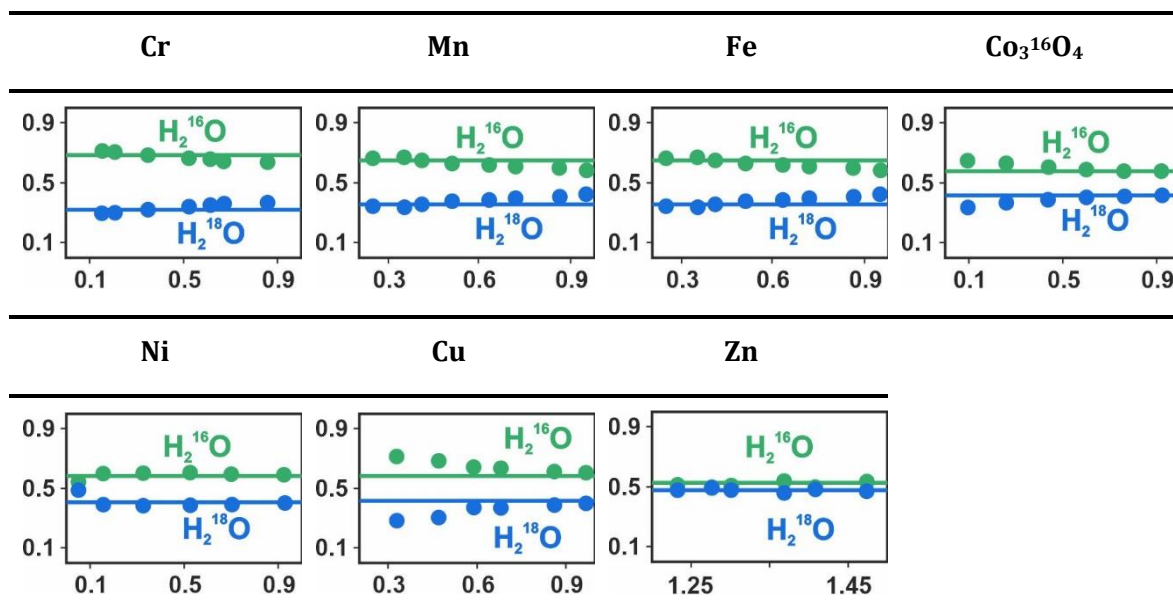 Cr Mn Fe Co₃¹⁶O₄
0.9 0.9 0.9 0.9
H₂¹⁶O H₂¹⁶O H₂¹⁶O H₂¹⁶O
0.5 0.5 0.5 0.5
H₂¹⁸O H₂¹⁸O H₂¹⁸O H₂¹⁸O
0.1 0.1 0.1 0.1
0.1 0.5 0.9 0.3 0.6 0.9 0.3 0.6 0.9 0.1 0.5 0.9
Ni Cu Zn
0.9 0.9 0.9
H₂¹⁶O H₂¹⁶O H₂¹⁶O
0.5 0.5 0.5
H₂¹⁸O H₂¹⁸O H₂¹⁸O
0.1 0.1 0.1
0.1 0.5 0.9 0.3 0.6 0.9 1.25 1.45